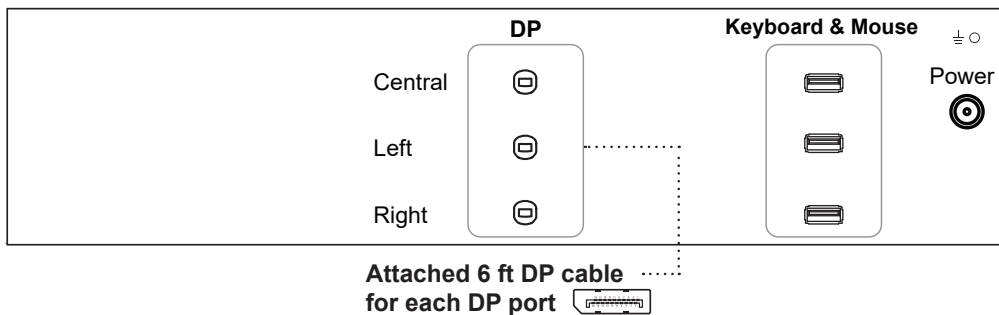 DP
Keyboard & Mouse
Central
Power
Left
Right
Attached 6 ft DP cable
for each DP port